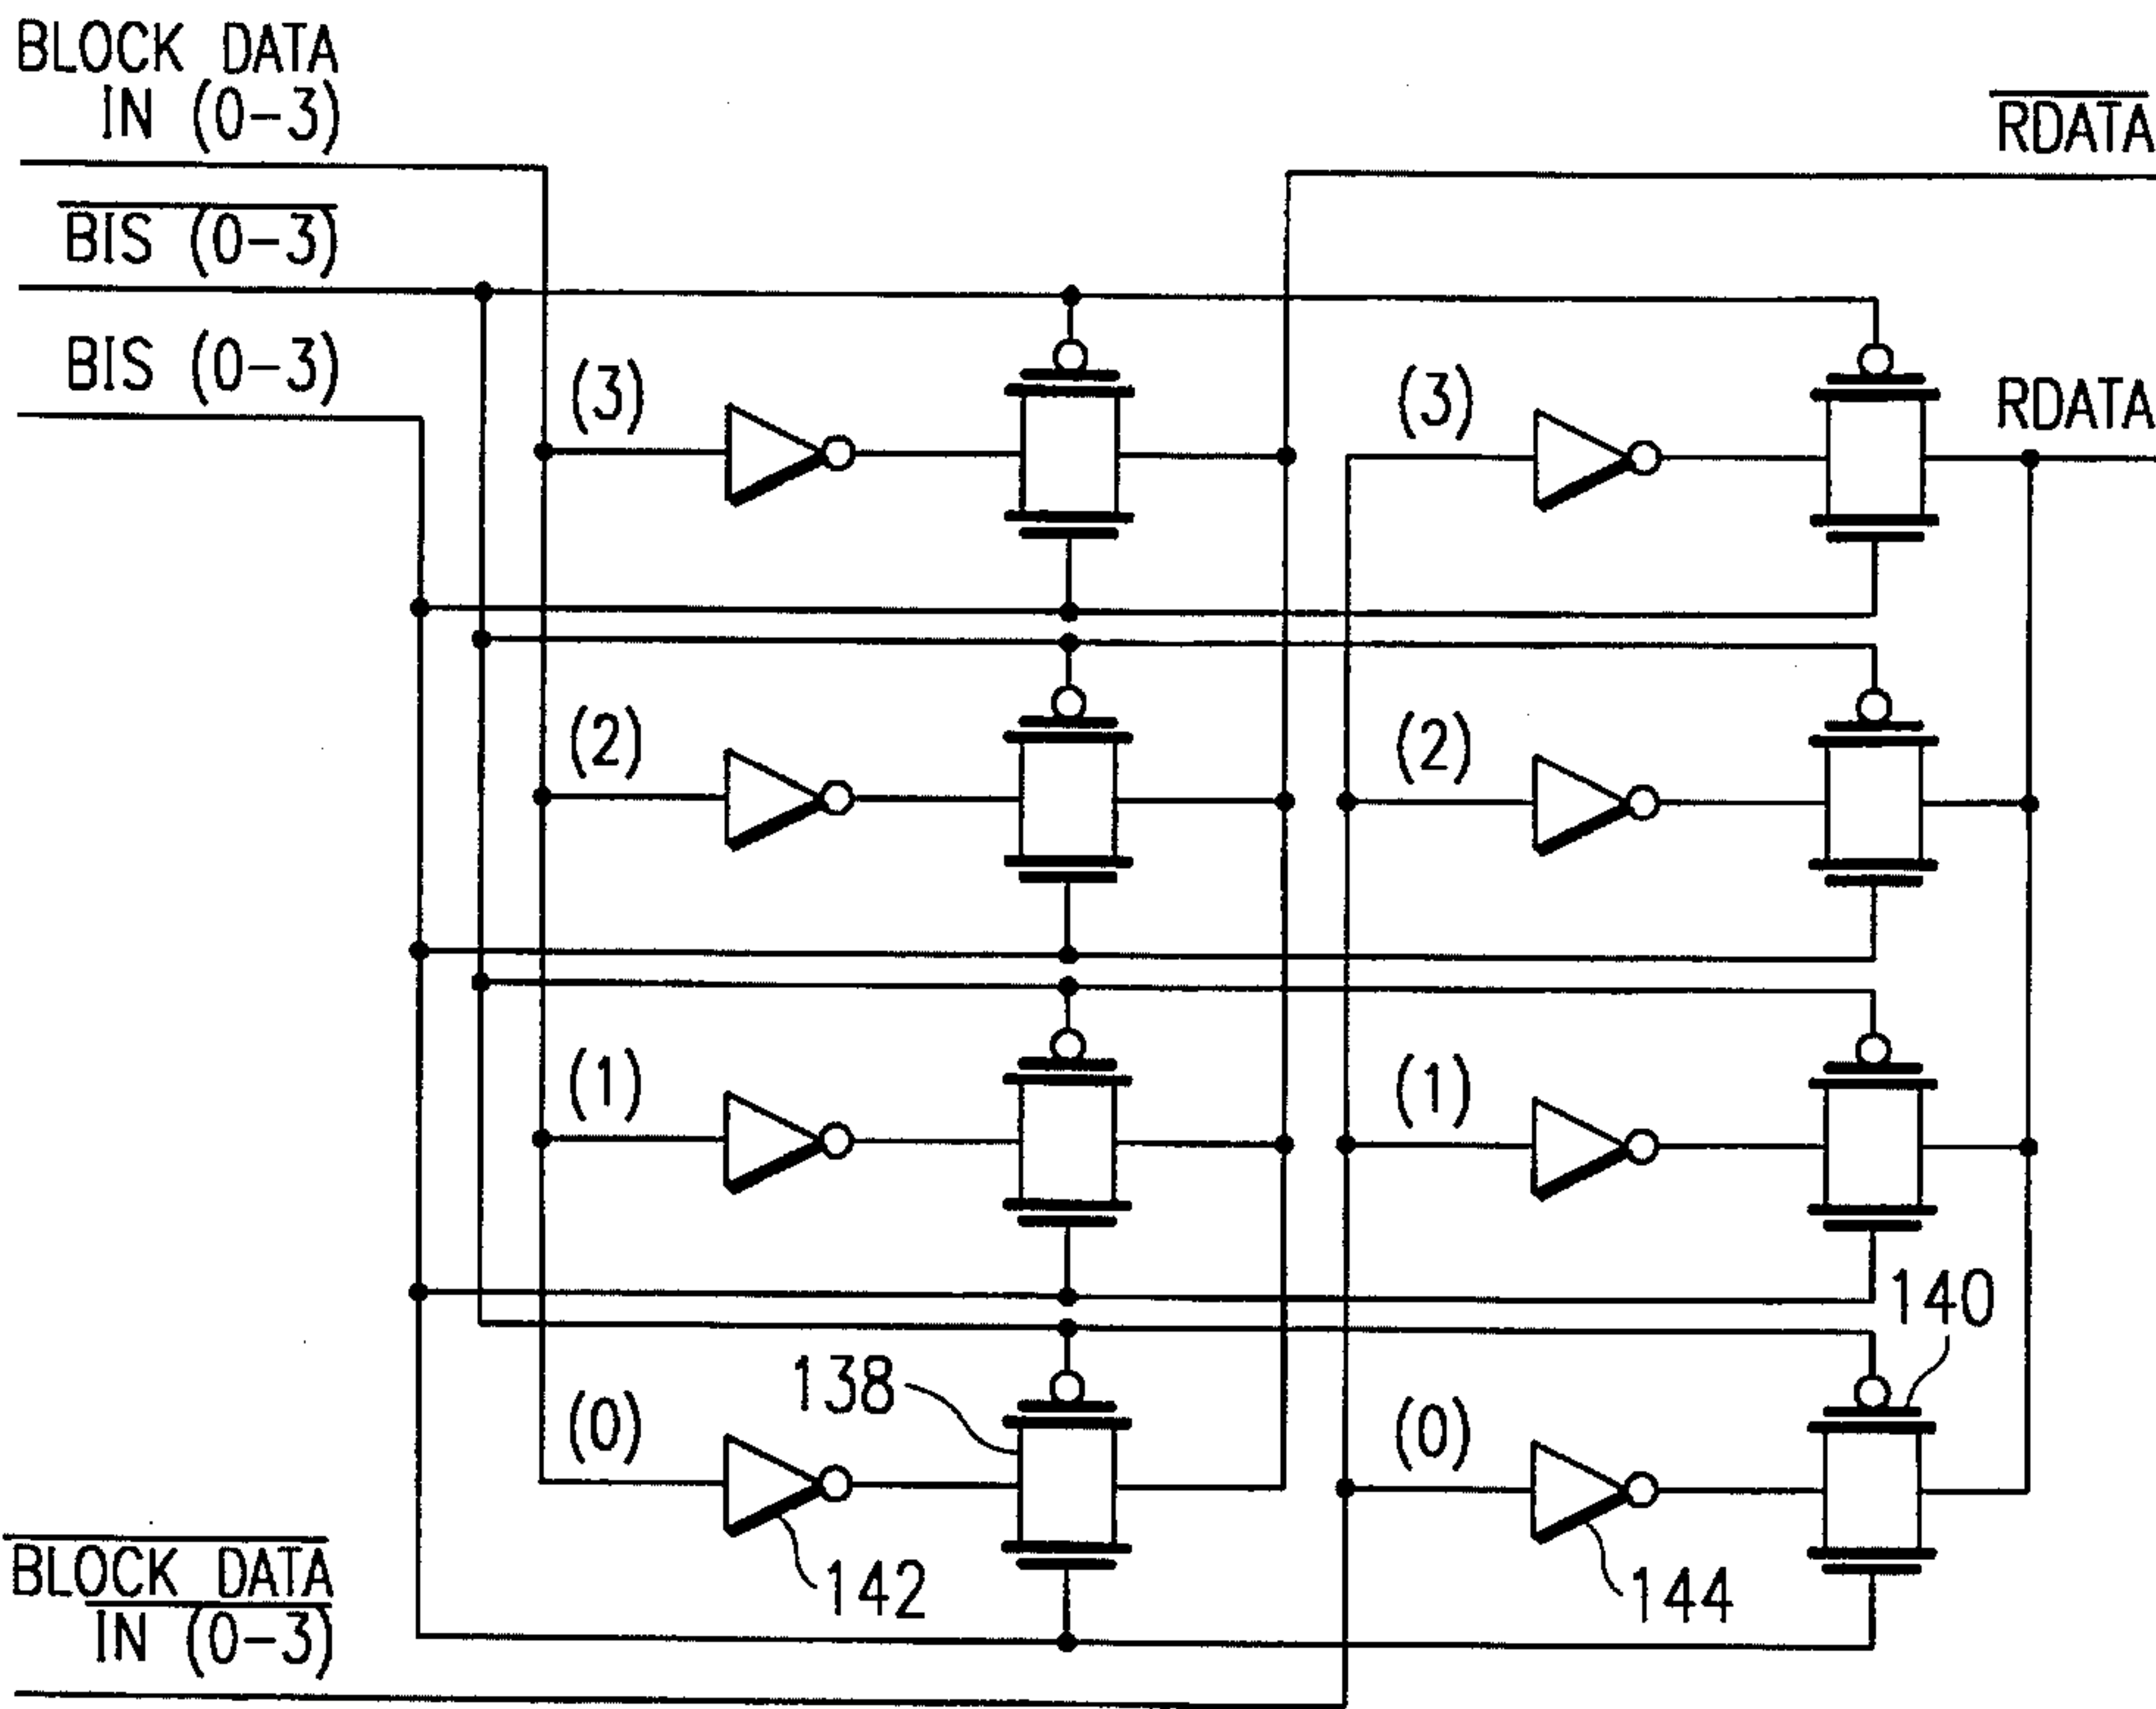 BLOCK DATA
IN (0-3)
RDATA
BIS (0-3)
BIS (0-3)
RDATA
(3)
(3)
(2)
(2)
(1)
(1)
140
138
(0)
(0)
142
144
BLOCK DATA
IN (0-3)